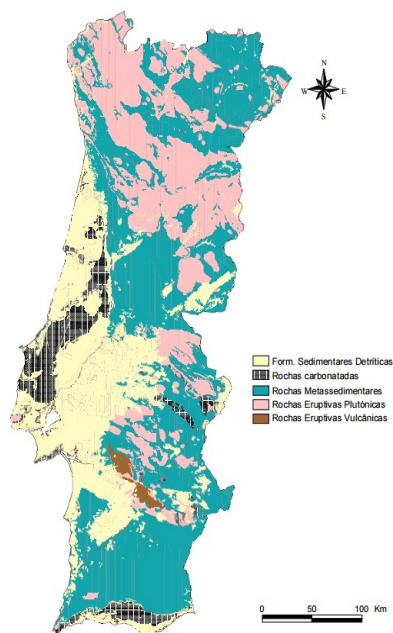 N
W E
S
Form. Sedimentares Detríticas
Rochas carbonatadas
Rochas Metassedimentares
Rochas Eruptivas Plutónicas
Rochas Eruptivas Vulcânicas
0 50 100 Km